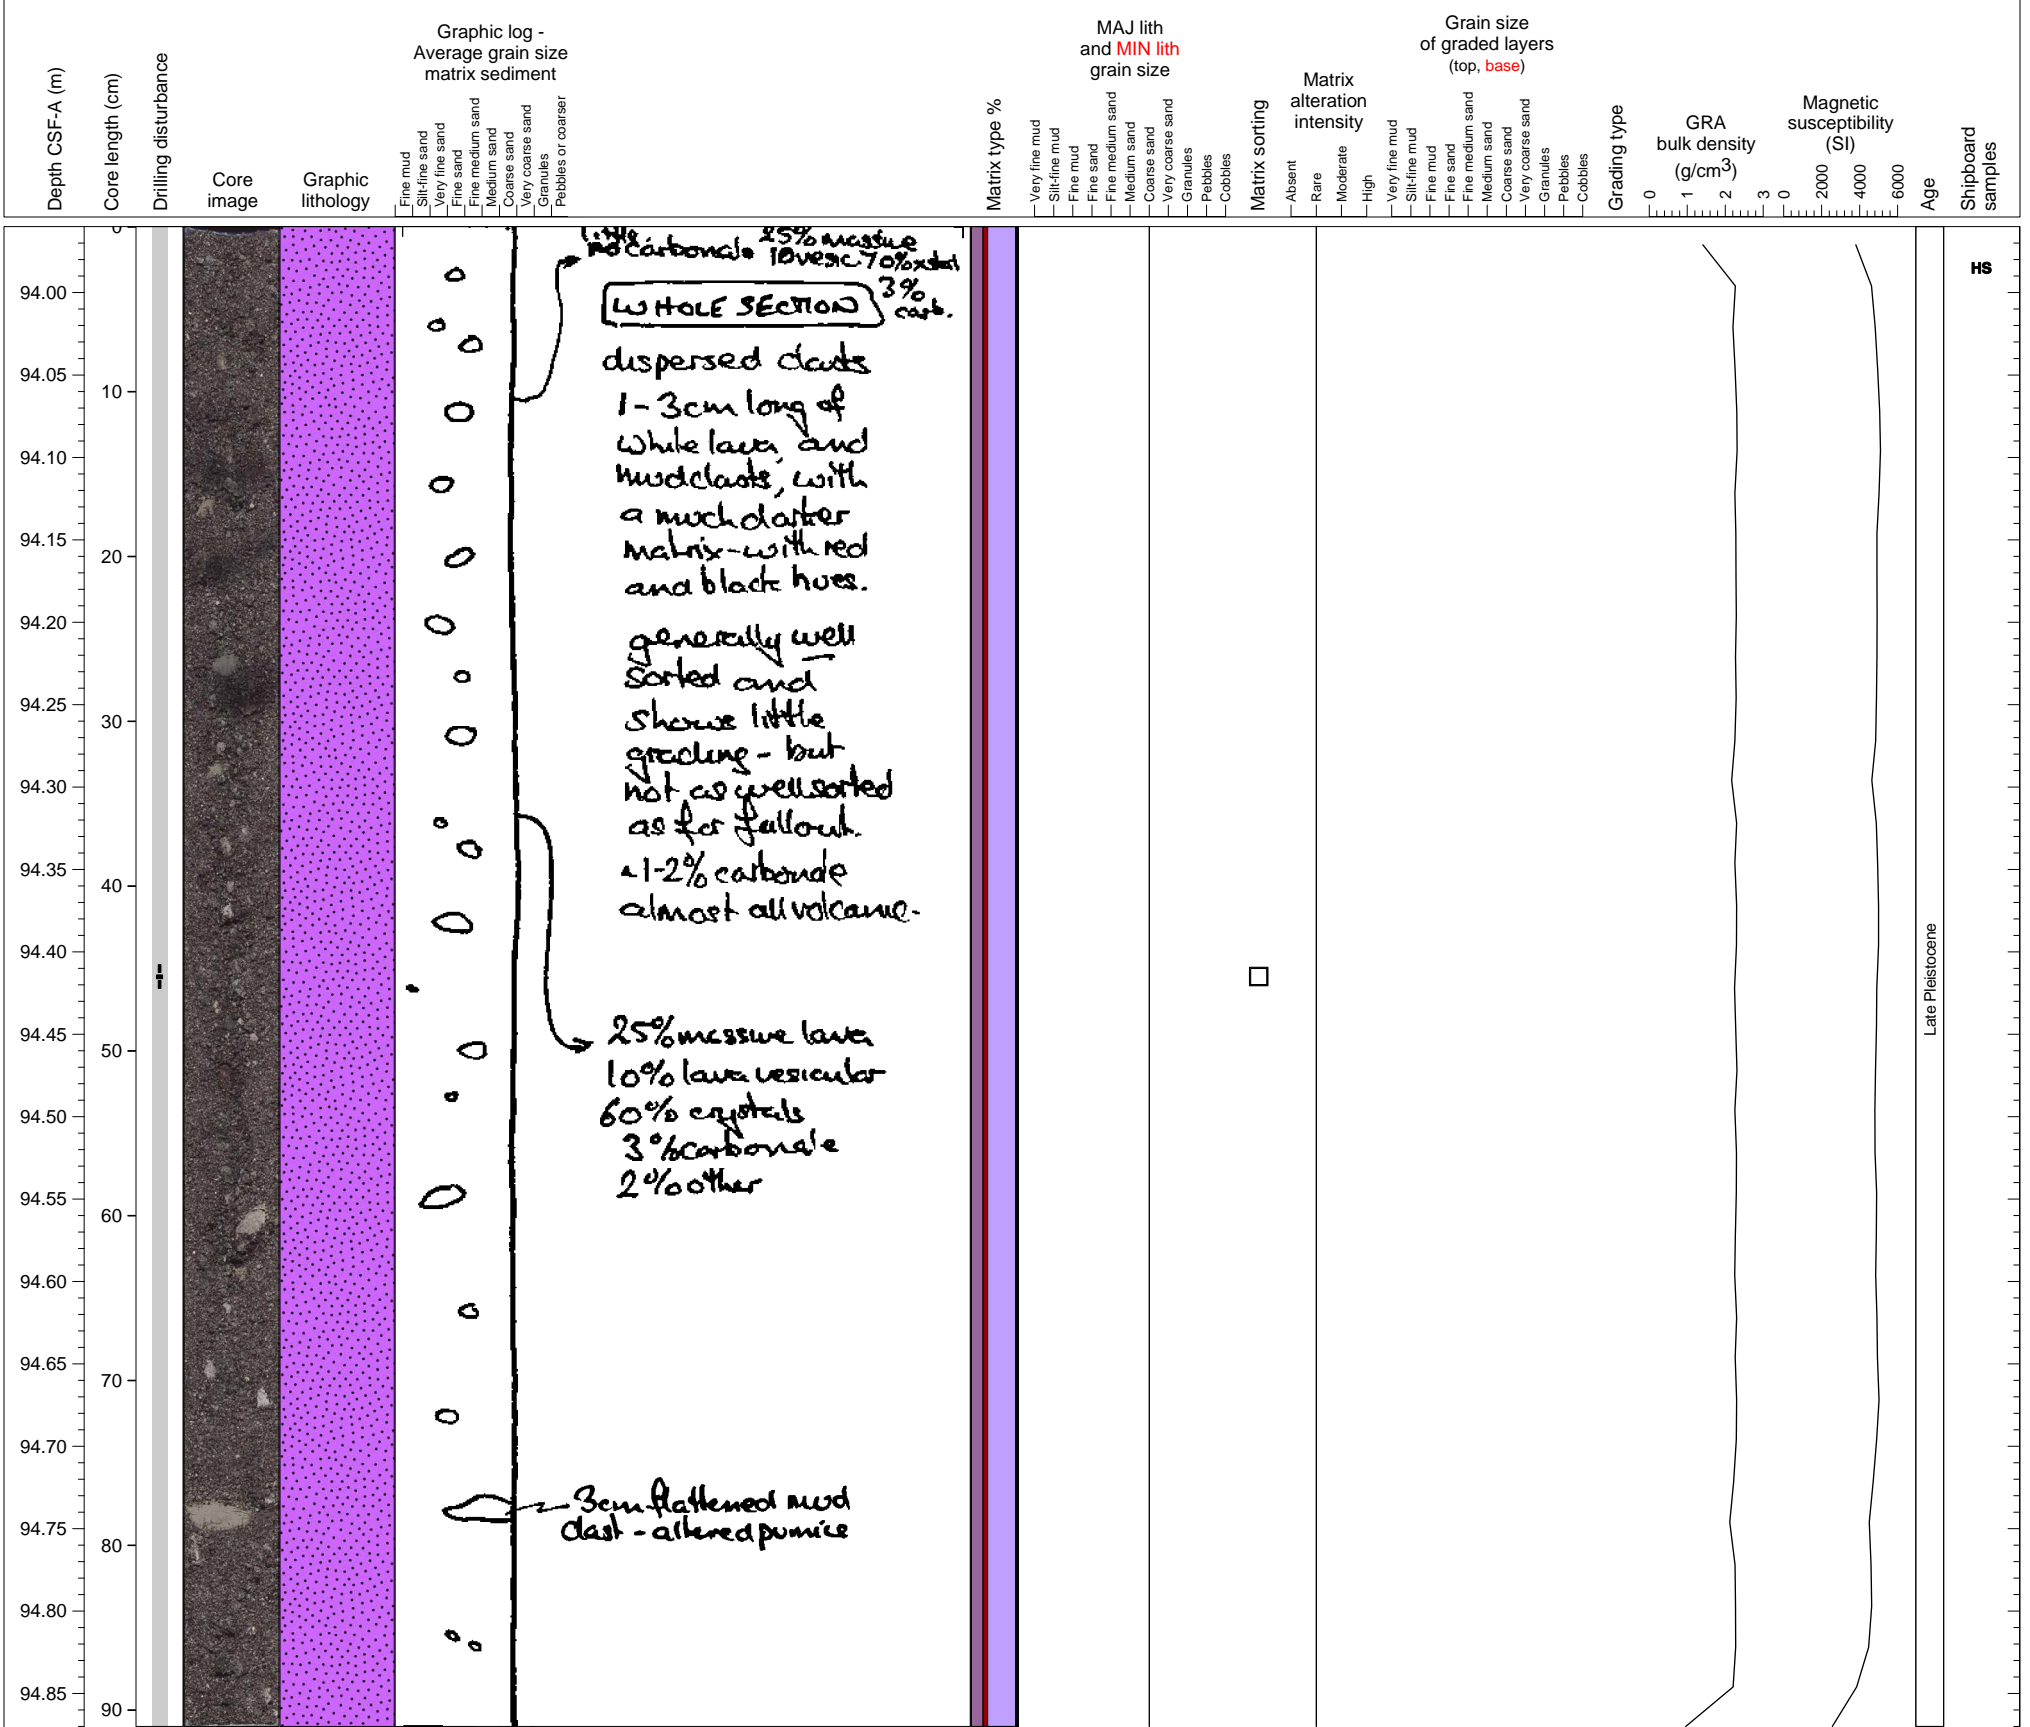 Depth CSF-A (m)
Core length (cm)
Drilling disturbance
Core
image
Graphic
lithology
Graphic log -
Average grain size
matrix sediment
Fine mud
Silt-fine sand
Very fine sand
Fine sand
Fine medium sand
Medium sand
Coarse sand
Very coarse sand
Granules
Pebbles or coarser
Matrix type %
MAJ lith
and MIN lith
grain size
Very fine mud
Silt-fine mud
Fine mud
Fine sand
Fine medium sand
Medium sand
Coarse sand
Very coarse sand
Granules
Pebbles
Cobbles
Matrix sorting
Matrix
alteration
intensity
Absent
Rare
Moderate
High
Grain size
of graded layers
(top, base)
Very fine mud
Silt-fine mud
Fine mud
Fine sand
Fine medium sand
Medium sand
Coarse sand
Very coarse sand
Granules
Pebbles
Cobbles
Grading type
GRA
bulk density
(g/cm3)
0 1 2 3
Magnetic
susceptibility
(SI)
0 2000 4000 6000
Age
Shipboard
samples
94.00
94.05
94.10
94.15
94.20
94.25
94.30
94.35
94.40
94.45
94.50
94.55
94.60
94.65
94.70
94.75
94.80
94.85
0
10
20
30
40
50
60
70
80
90
little
no carbonate
25% massive
10 vesic 70% xstal
3%
carb.
WHOLE SECTION
dispersed clasts
1-3cm long of
white lava, and
mudclasts, with
a much darker
matrix - with red
and black hues.
generally well
sorted and
shows little
grading - but
not as well sorted
as for fallout.
~1-2% carbonate
almost all volcanic.
25% massive lava
10% lava vesicular
60% crystals
3% carbonate
2% other
3cm flattened mud
clast - altered pumice
Late Pleistocene
HS